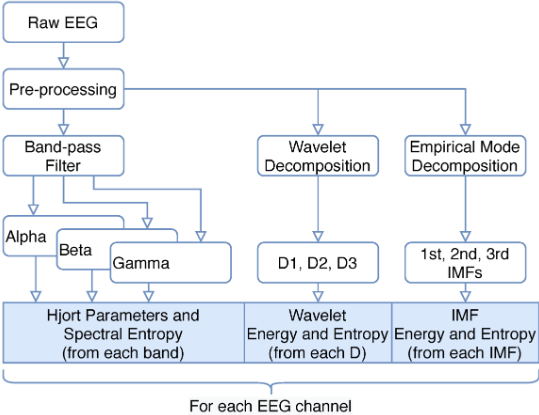 Raw EEG
Pre-processing
Band-pass
Filter
Wavelet
Decomposition
Empirical Mode
Decomposition
Alpha
Beta
Gamma
D1, D2, D3
1st, 2nd, 3rd
IMFs
Hjort Parameters and
Spectral Entropy
(from each band)
Wavelet
Energy and Entropy
(from each D)
IMF
Energy and Entropy
(from each IMF)
For each EEG channel